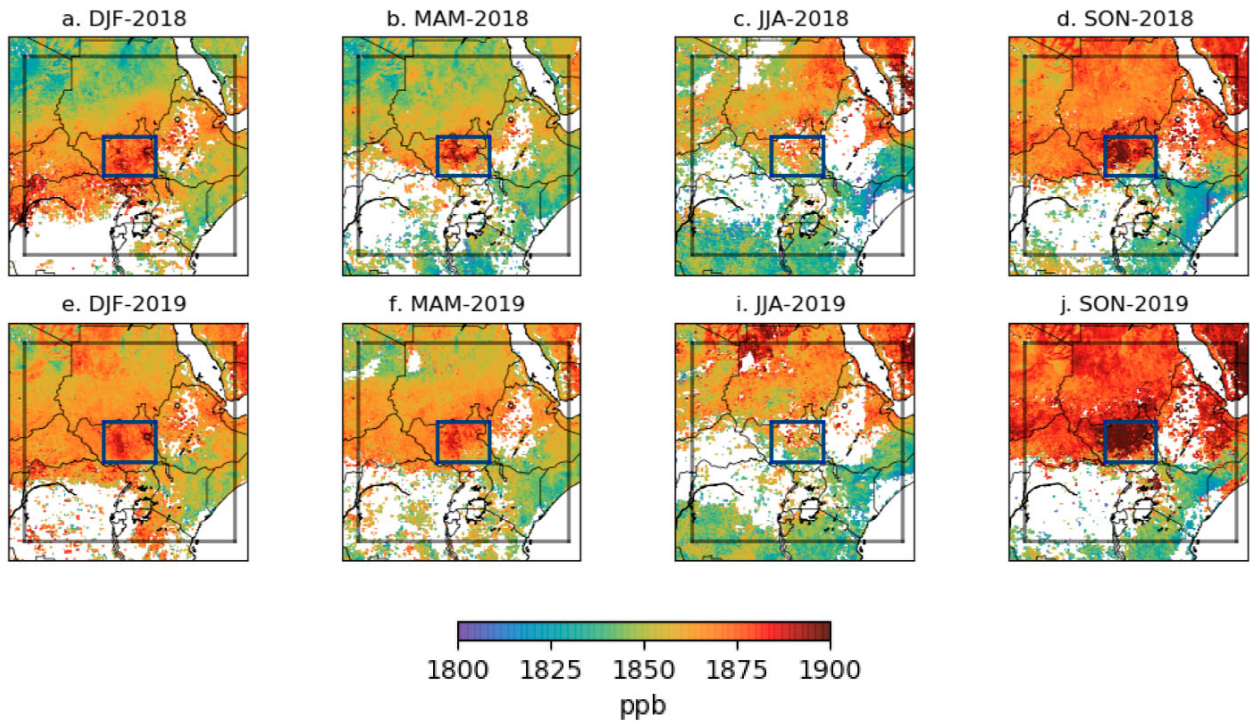 a. DJF-2018
b. MAM-2018
c. JJA-2018
d. SON-2018
e. DJF-2019
f. MAM-2019
i. JJA-2019
j. SON-2019
1800 1825 1850 1875 1900
ppb